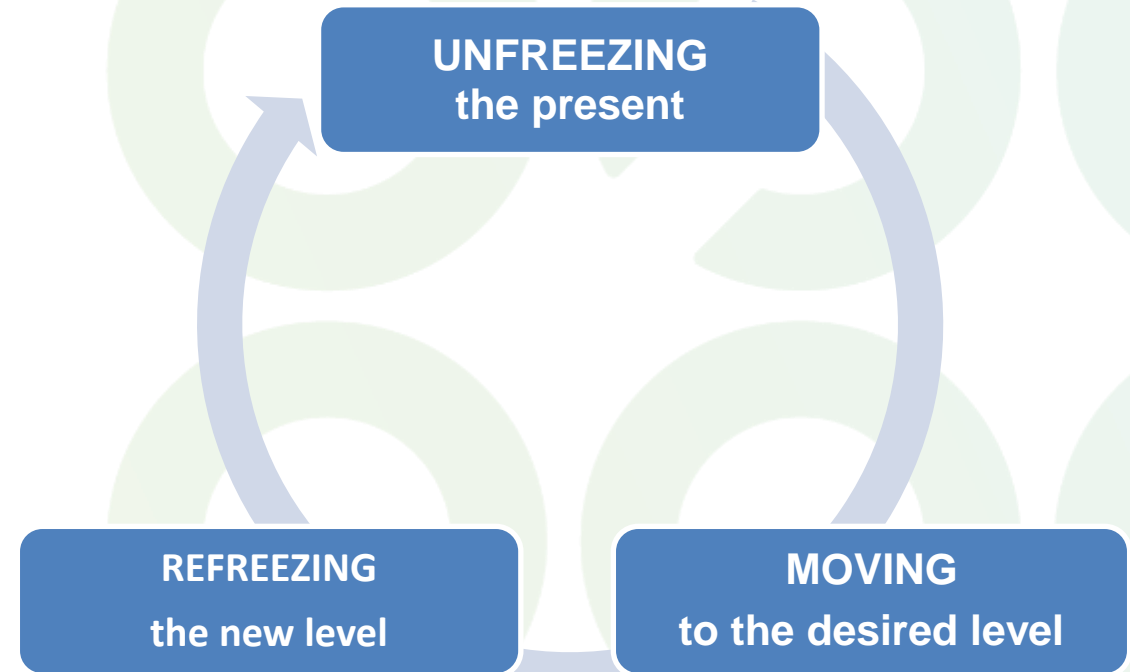 UNFREEZING
the present
REFREEZING
the new level
MOVING
to the desired level